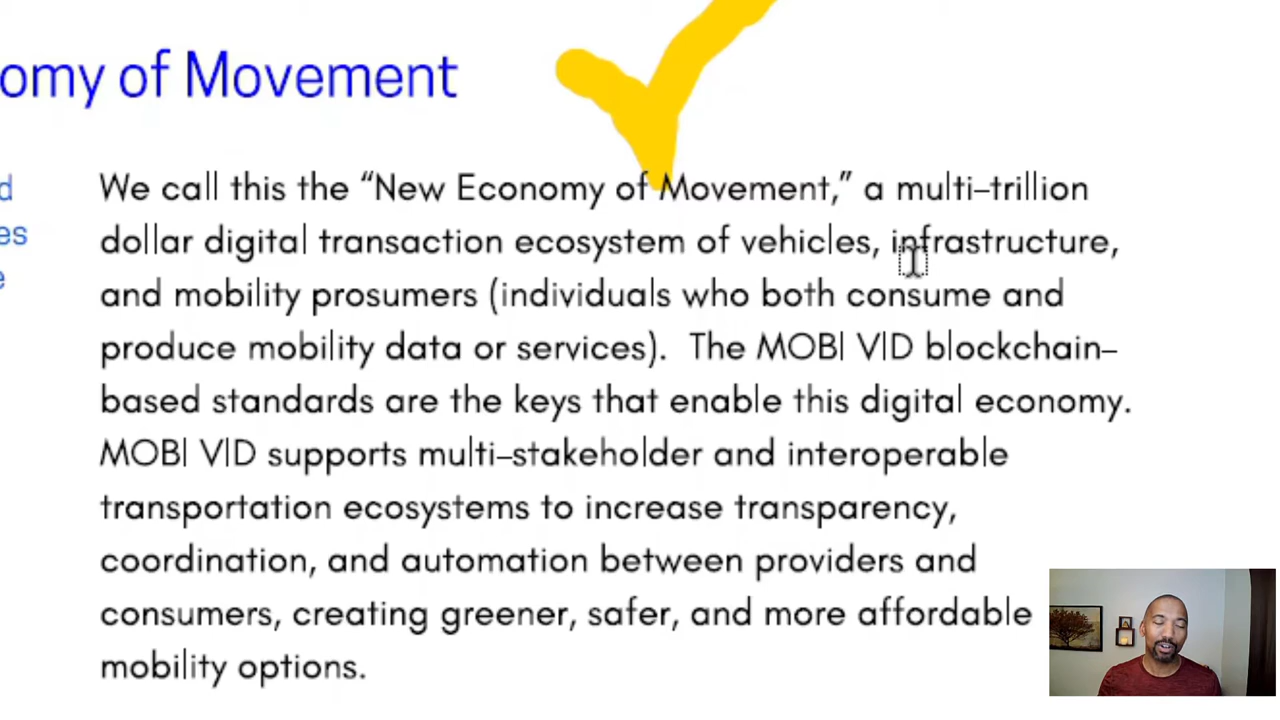 omy of Movement
d
es
e
We call this the “New Economy of Movement,” a multi-trillion
dollar digital transaction ecosystem of vehicles, infrastructure,
and mobility prosumers (individuals who both consume and
produce mobility data or services).  The MOBI VID blockchain-
based standards are the keys that enable this digital economy.
MOBI VID supports multi-stakeholder and interoperable
transportation ecosystems to increase transparency,
coordination, and automation between providers and
consumers, creating greener, safer, and more affordable
mobility options.